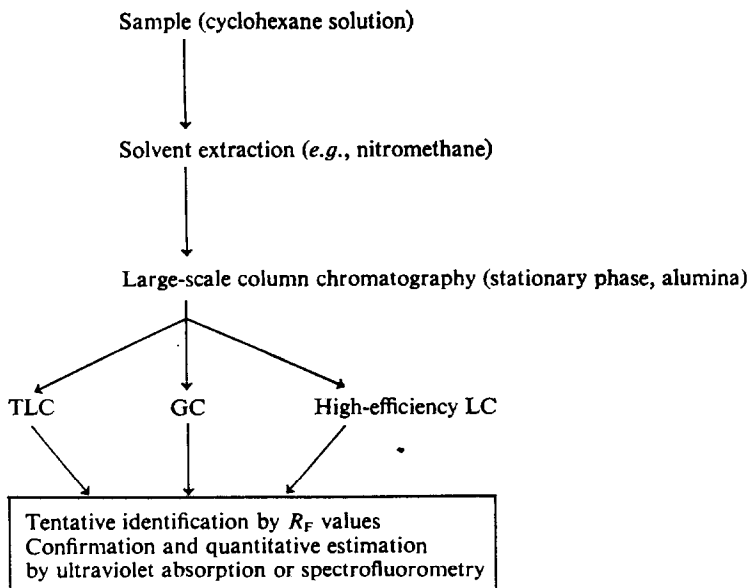 Sample (cyclohexane solution)
Solvent extraction (e.g., nitromethane)
Large-scale column chromatography (stationary phase, alumina)
TLC GC High-efficiency LC
Tentative identification by RF values
Confirmation and quantitative estimation
by ultraviolet absorption or spectrofluorometry